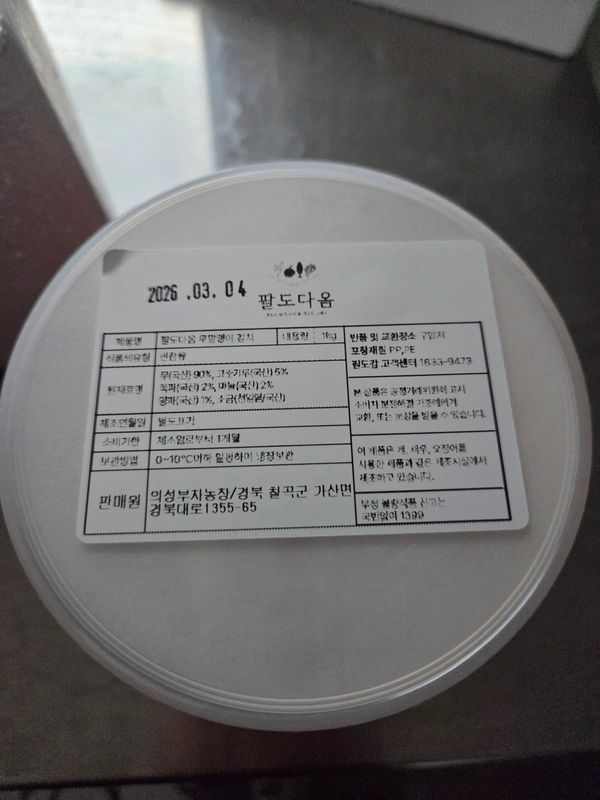 2026 .03. 04
팔도다옴
제품명 팔도다옴 무말랭이 김치 내용량 1kg
식품의유형 반찬류
원재료명 무(국산) 90%, 고춧가루(국산) 5%
쪽파(국산) 2%, 마늘(국산) 2%
양파(국산) 1%, 소금(천일염/국산)
제조연월일 별도표기
소비기한 제조일로부터 1개월
보관방법 0~10℃이하 밀봉하여 냉장보관
판매원 의성부자농장/경북 칠곡군 가산면
경북대로1355-65
반품 및 교환장소 구입처
포장재질 PP,PE
팔도감 고객센터 1633-9473
본 상품은 공정거래위원회 고시
소비자 분쟁해결 기준에의거
교환, 또는 보상을 받을 수 있습니다.
이 제품은 게, 새우, 오징어를
사용한 제품과 같은 제조시설에서
제조하고 있습니다.
부정 불량식품 신고는
국번없이 1399